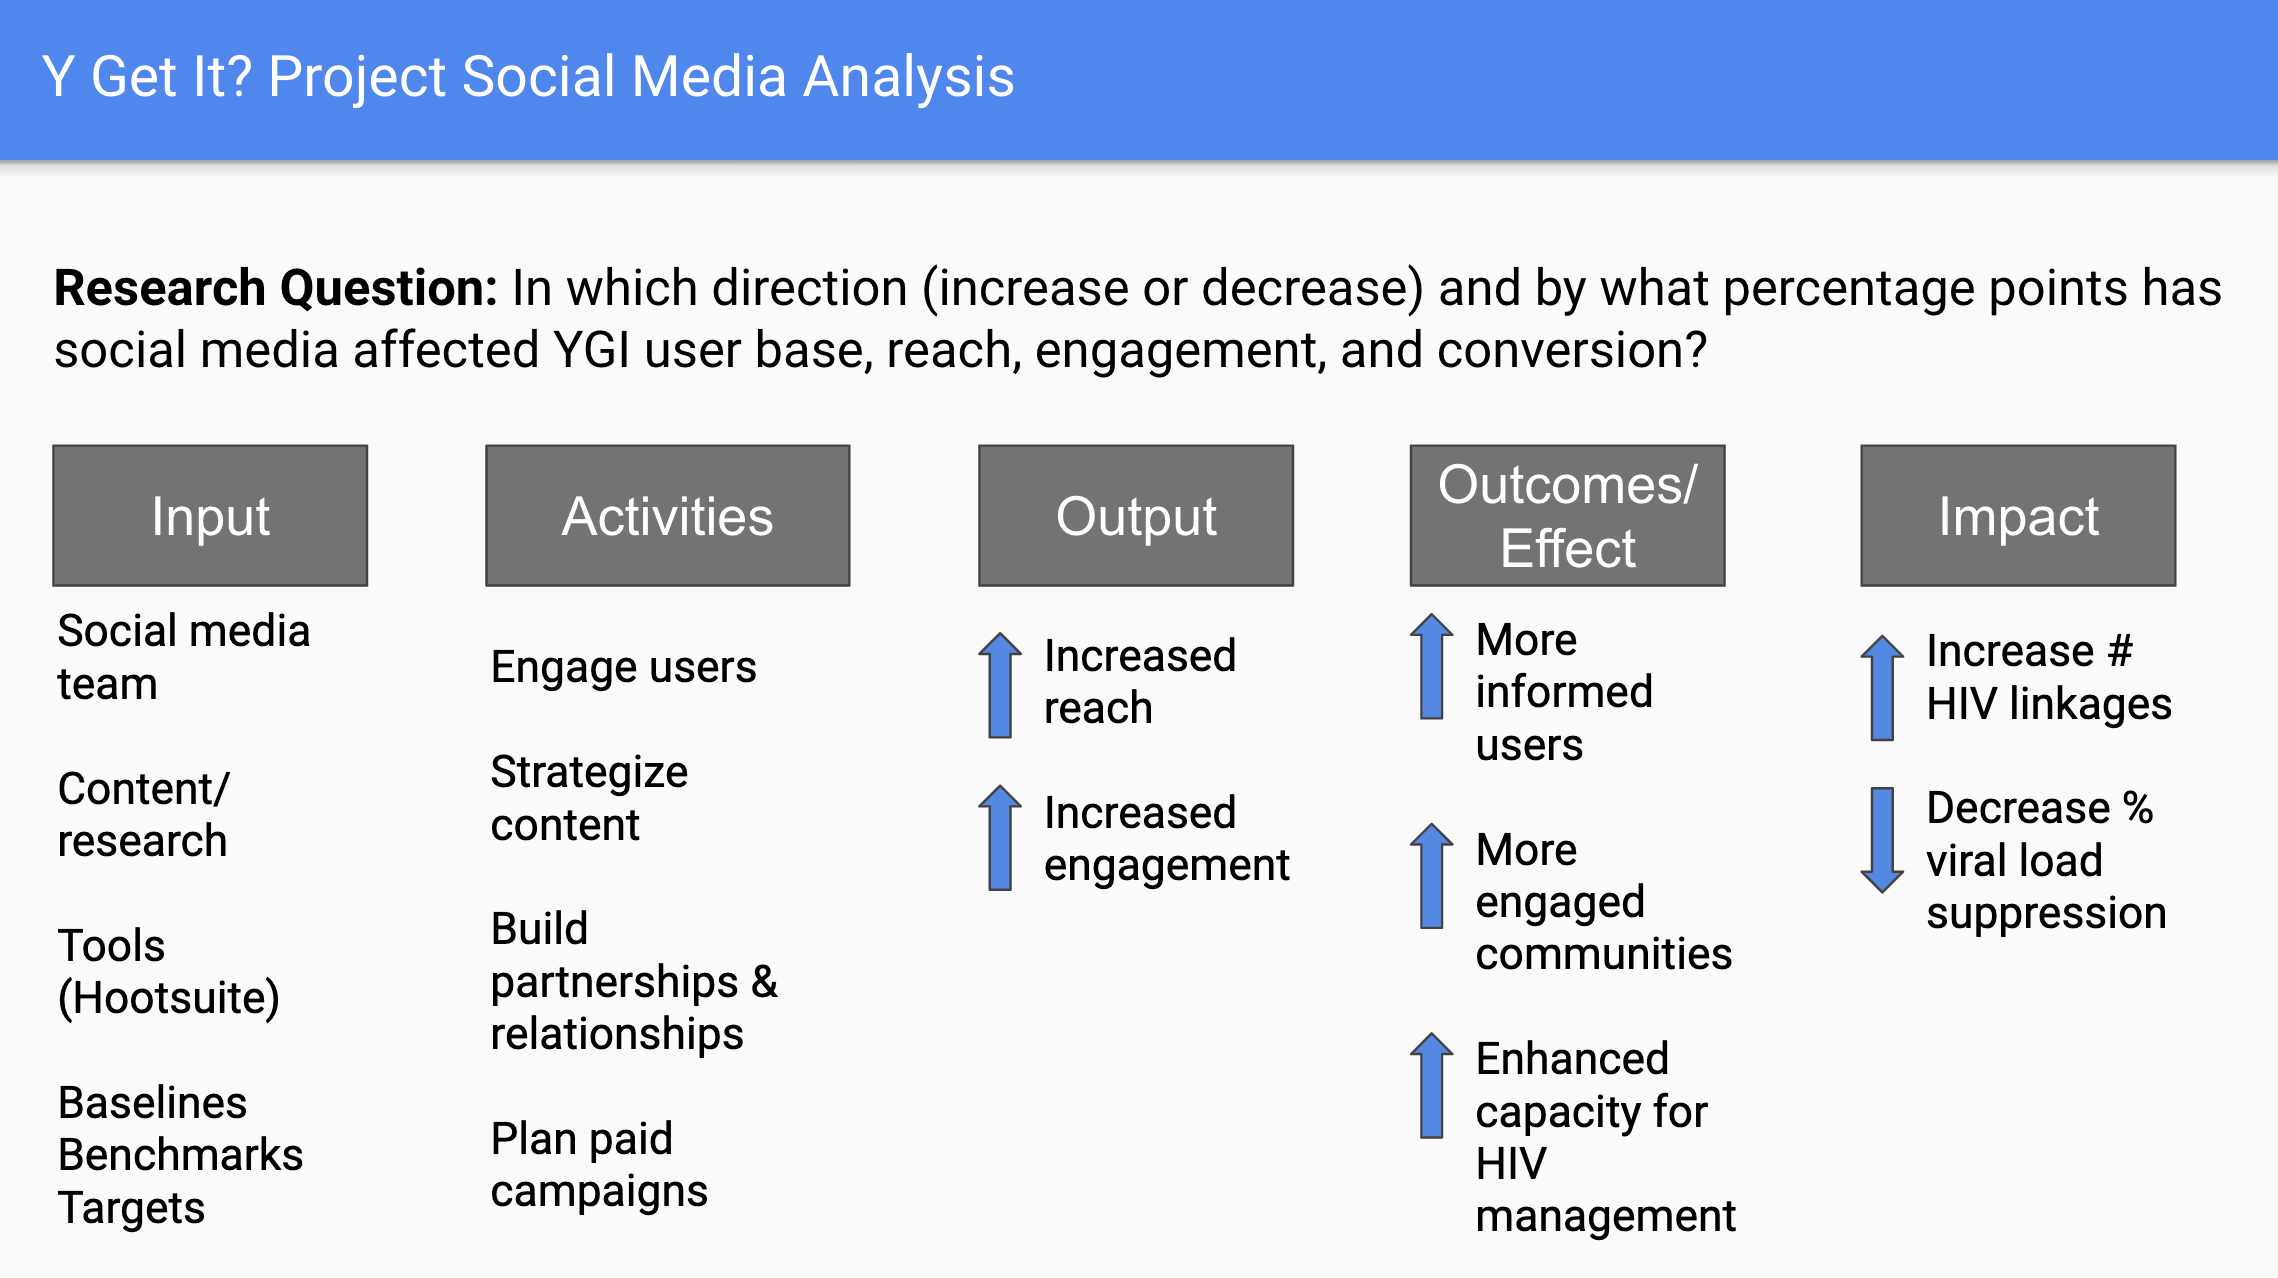 Y Get It? Project Social Media Analysis
Research Question: In which direction (increase or decrease) and by what percentage points has
social media affected YGI user base, reach, engagement, and conversion?
Input
Social media
team
Content/
research
Tools
(Hootsuite)
Baselines
Benchmarks
Targets
Activities
Engage users
Strategize
content
Build
partnerships &
relationships
Plan paid
campaigns
Output
Increased
reach
Increased
engagement
Outcomes/
Effect
More
informed
users
More
engaged
communities
Enhanced
capacity for
HIV
management
Impact
Increase #
HIV linkages
Decrease %
viral load
suppression